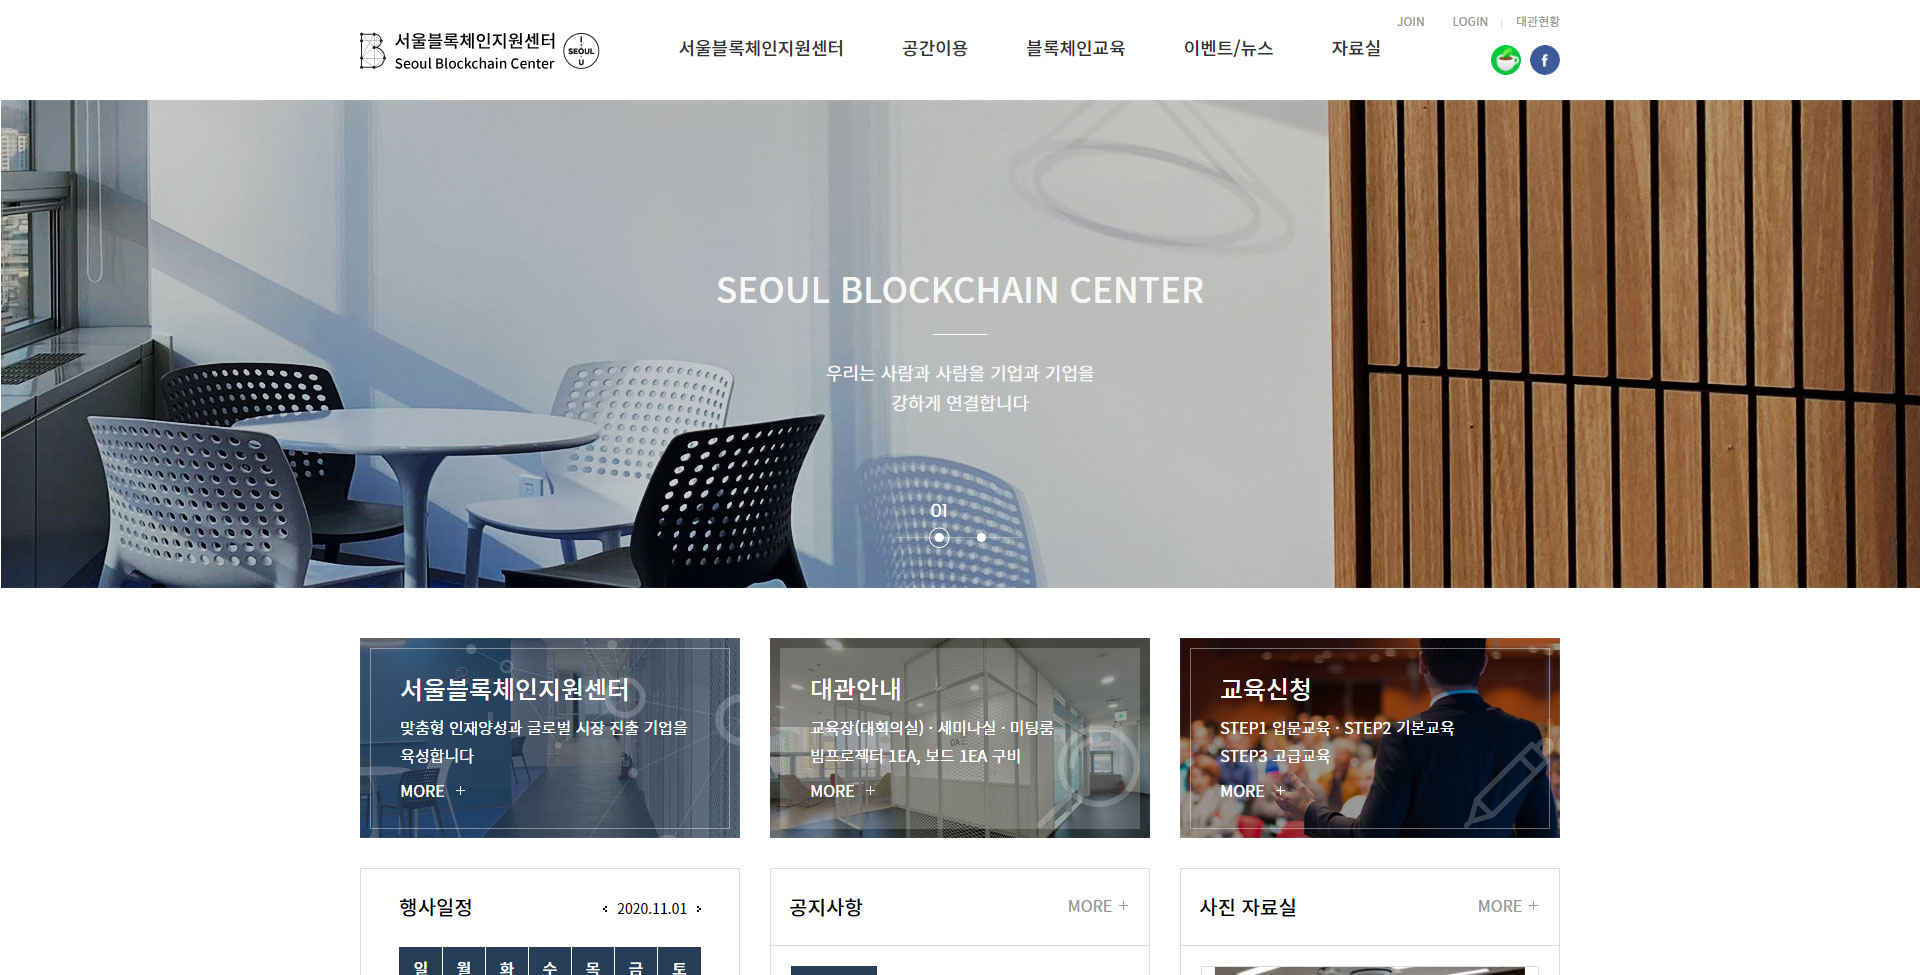 JOIN LOGIN 대관현황
서울블록체인지원센터
Seoul Blockchain Center
I
SEOUL
U
서울블록체인지원센터 공간이용 블록체인교육 이벤트/뉴스 자료실
f
SEOUL BLOCKCHAIN CENTER
우리는 사람과 사람을 기업과 기업을
강하게 연결합니다
01
서울블록체인지원센터
맞춤형 인재양성과 글로벌 시장 진출 기업을
육성합니다
MORE +
대관안내
교육장(대회의실) · 세미나실 · 미팅룸
빔프로젝터 1EA, 보드 1EA 구비
MORE +
교육신청
STEP1 입문교육 · STEP2 기본교육
STEP3 고급교육
MORE +
행사일정
2020.11.01
일 월 화 수 목 금 토
공지사항
MORE +
사진 자료실
MORE +